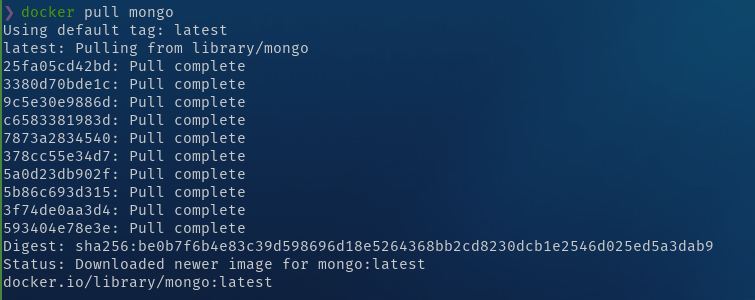 ❯ docker pull mongo
Using default tag: latest
latest: Pulling from library/mongo
25fa05cd42bd: Pull complete
3380d70bde1c: Pull complete
9c5e30e9886d: Pull complete
c6583381983d: Pull complete
7873a2834540: Pull complete
378cc55e34d7: Pull complete
5a0d23db902f: Pull complete
5b86c693d315: Pull complete
3f74de0aa3d4: Pull complete
593404e78e3e: Pull complete
Digest: sha256:be0b7f6b4e83c39d598696d18e5264368bb2cd8230dcb1e2546d025ed5a3dab9
Status: Downloaded newer image for mongo:latest
docker.io/library/mongo:latest